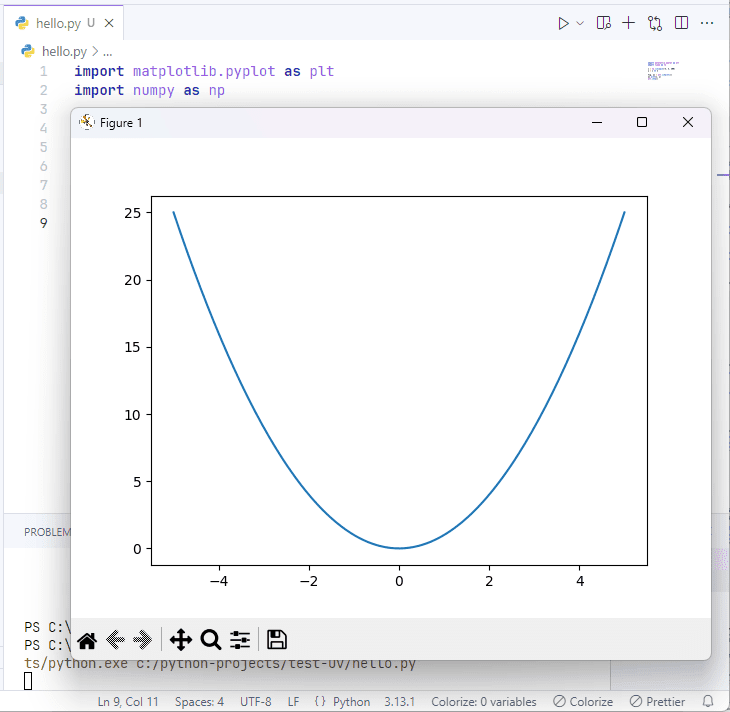 hello.py U
hello.py > ...
1 import matplotlib.pyplot as plt
2 import numpy as np
3
4
5
6
7
8
9
Figure 1
25
20
15
10
5
0
−4 −2 0 2 4
PROBLEM
PS C:\
PS C:\
ts/python.exe c:/python-projects/test-uv/hello.py
Ln 9, Col 11 Spaces: 4 UTF-8 LF {} Python 3.13.1 Colorize: 0 variables Colorize Prettier